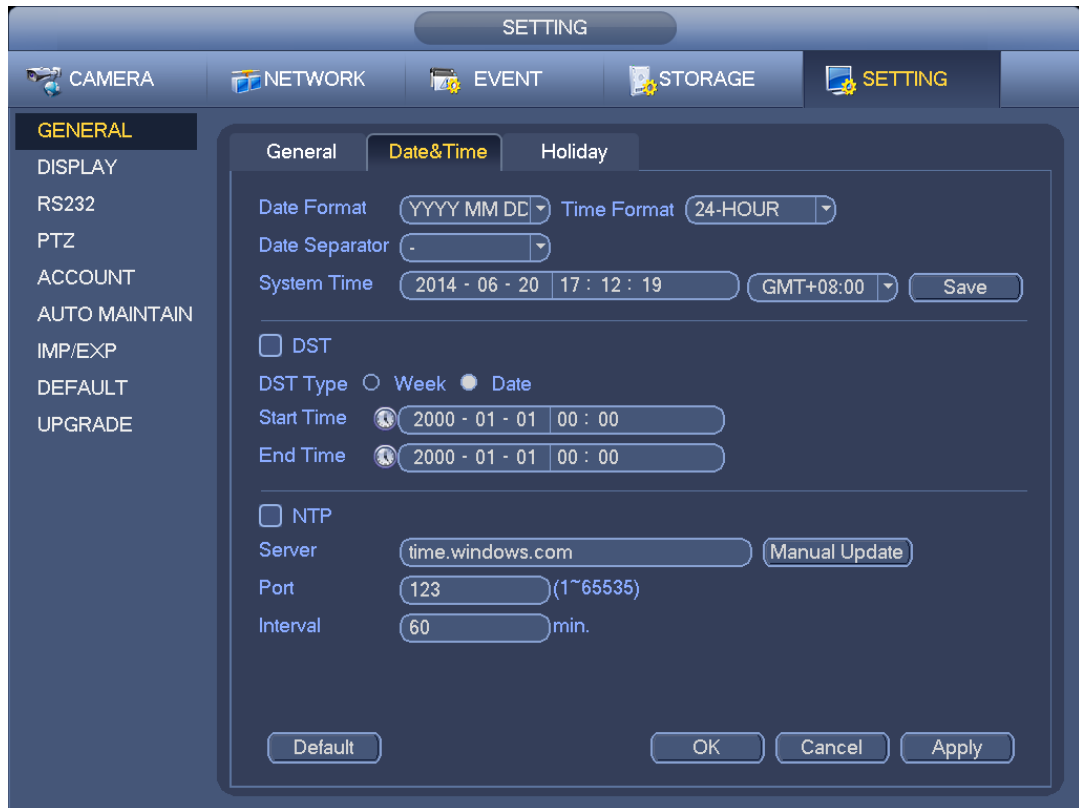 SETTING
CAMERA NETWORK EVENT STORAGE SETTING
GENERAL
DISPLAY
RS232
PTZ
ACCOUNT
AUTO MAINTAIN
IMP/EXP
DEFAULT
UPGRADE
General Date&Time Holiday
Date Format YYYY MM DD Time Format 24-HOUR
Date Separator -
System Time 2014 - 06 - 20 17 : 12 : 19 GMT+08:00 Save
DST
DST Type Week Date
Start Time 2000 - 01 - 01 00 : 00
End Time 2000 - 01 - 01 00 : 00
NTP
Server time.windows.com Manual Update
Port 123 (1~65535)
Interval 60 min.
Default OK Cancel Apply